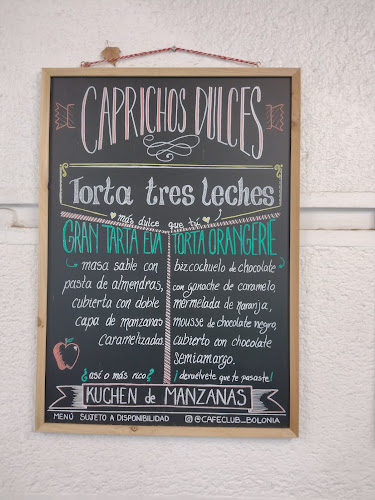 CAPRICHOS DULCES
Torta tres leches
más dulce que tú
GRAN TARTA EVA
masa sable con
pasta de almendras,
cubierta con doble
capa de manzanas
caramelizadas
¿así o más rico?
TORTA ORANGERIE
bizcochuelo de chocolate
con ganache de caramelo,
mermelada de naranja,
mousse de chocolate negro,
cubierto con chocolate
semiamargo.
¡devuélvete que te pasaste!
KUCHEN de MANZANAS
MENÚ SUJETO A DISPONIBILIDAD
@CAFECLUB_BOLONIA